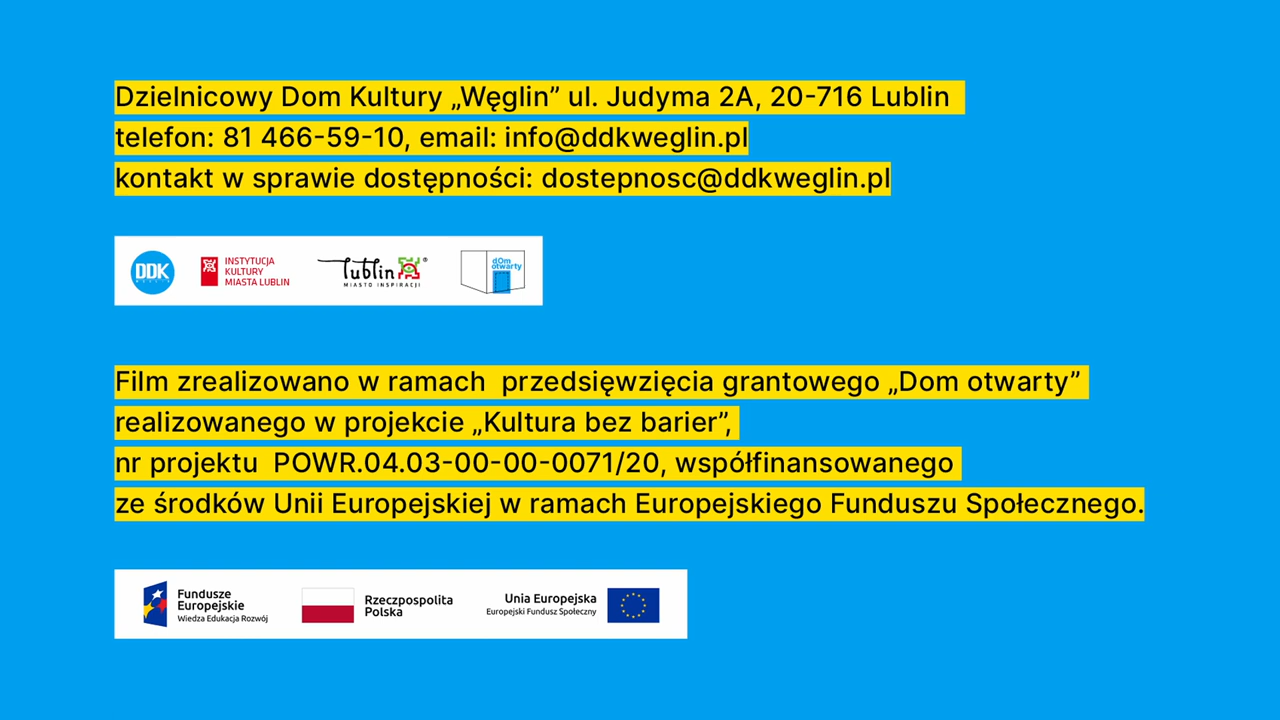 Dzielnicowy Dom Kultury „Węglin” ul. Judyma 2A, 20-716 Lublin
telefon: 81 466-59-10, email: info@ddkweglin.pl
kontakt w sprawie dostępności: dostepnosc@ddkweglin.pl
DDK
WĘGLIN
INSTYTUCJA
KULTURY
MIASTA LUBLIN
lublin®
MIASTO INSPIRACJI
dOm
otwarty
Film zrealizowano w ramach  przedsięwzięcia grantowego „Dom otwarty”
realizowanego w projekcie „Kultura bez barier”,
nr projektu  POWR.04.03-00-00-0071/20, współfinansowanego
ze środków Unii Europejskiej w ramach Europejskiego Funduszu Społecznego.
Fundusze
Europejskie
Wiedza Edukacja Rozwój
Rzeczpospolita
Polska
Unia Europejska
Europejski Fundusz Społeczny